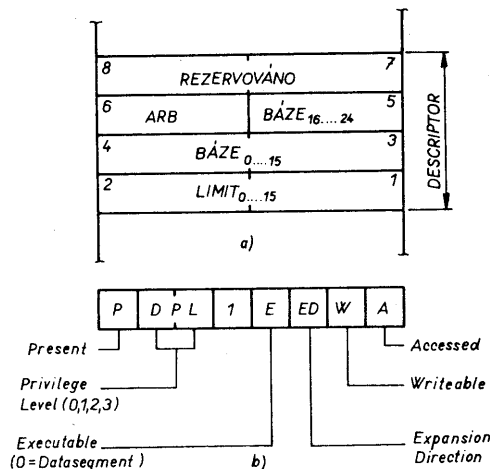 8 7
REZERVOVÁNO
6 ARB BÁZE16....24 5
4 BÁZE0....15 3
2 LIMIT0....15 1
DESCRIPTOR
a)
P D P L 1 E ED W A
Present
Accessed
Privilege
Level (0,1,2,3)
Writeable
Executable
(0=Datasegment)
Expansion
Direction
b)